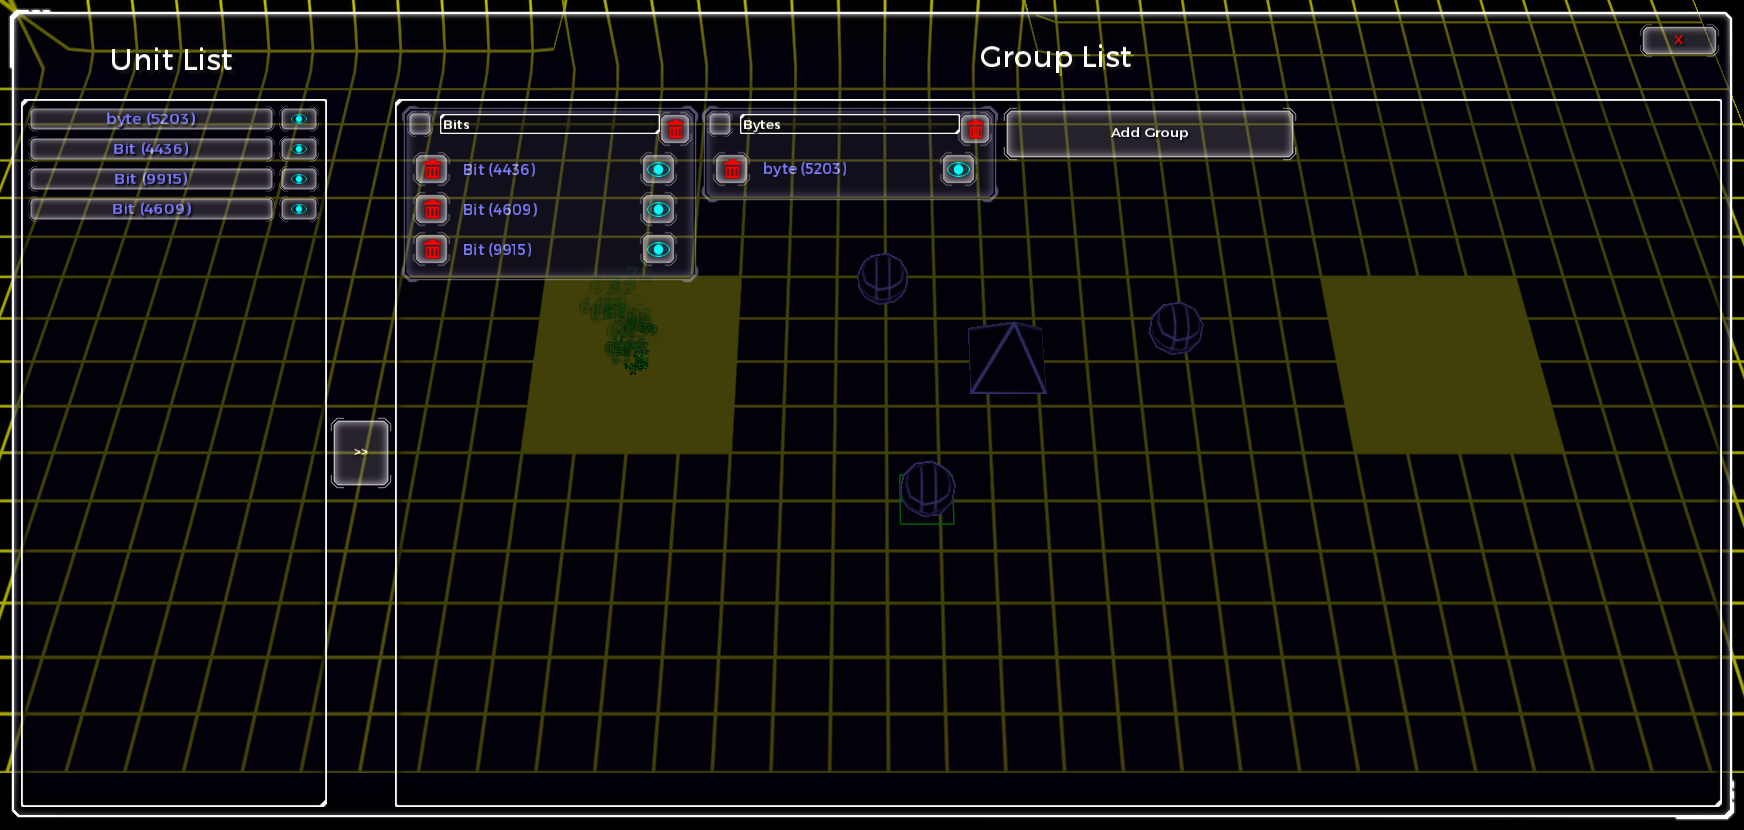 Unit List
Group List
X
byte (5203)
Bit (4436)
Bit (9915)
Bit (4609)
>>
Bits
Bit (4436)
Bit (4609)
Bit (9915)
Bytes
byte (5203)
Add Group